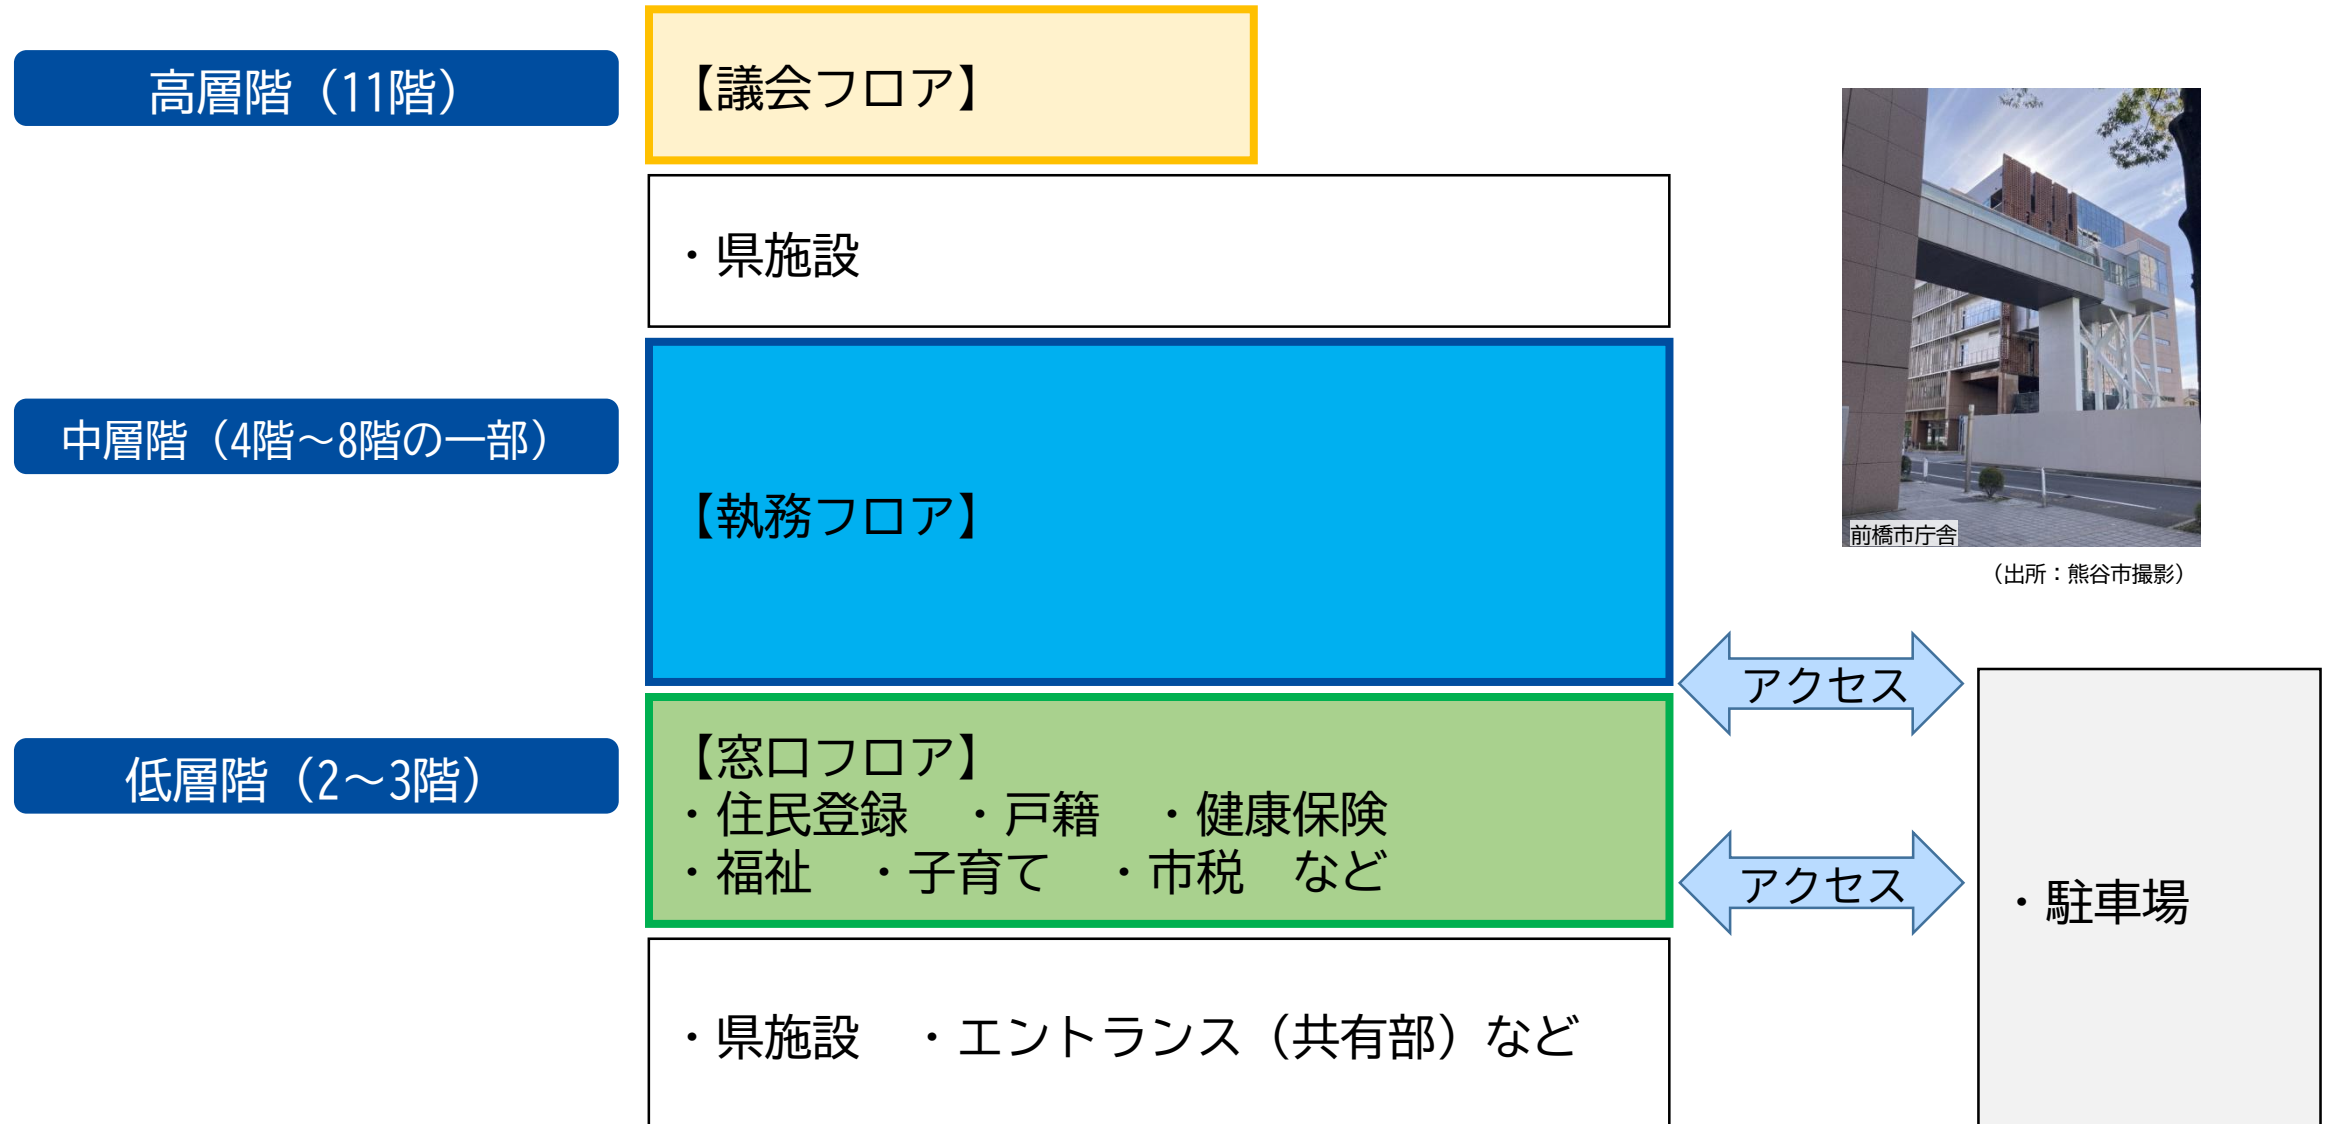 高層階（11階）
【議会フロア】
・県施設
中層階（4階～8階の一部）
【執務フロア】
前橋市庁舎
（出所：熊谷市撮影）
アクセス
低層階（2～3階）
【窓口フロア】
・住民登録　・戸籍　・健康保険
・福祉　・子育て　・市税　など
アクセス
・駐車場
・県施設　・エントランス（共有部）など